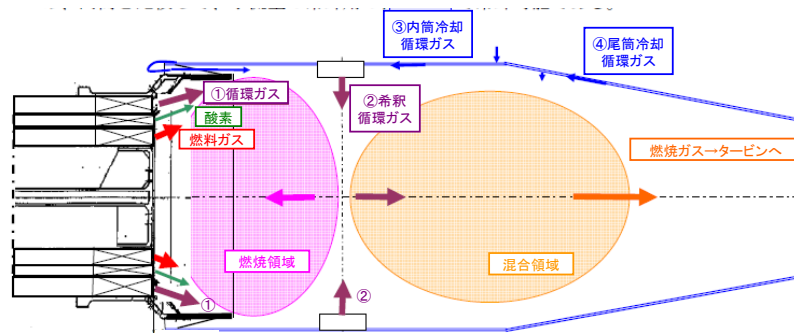 ③内筒冷却
循環ガス
④尾筒冷却
循環ガス
①循環ガス
②希釈
循環ガス
酸素
燃料ガス
燃焼ガス→タービンへ
燃焼領域
混合領域
①
②